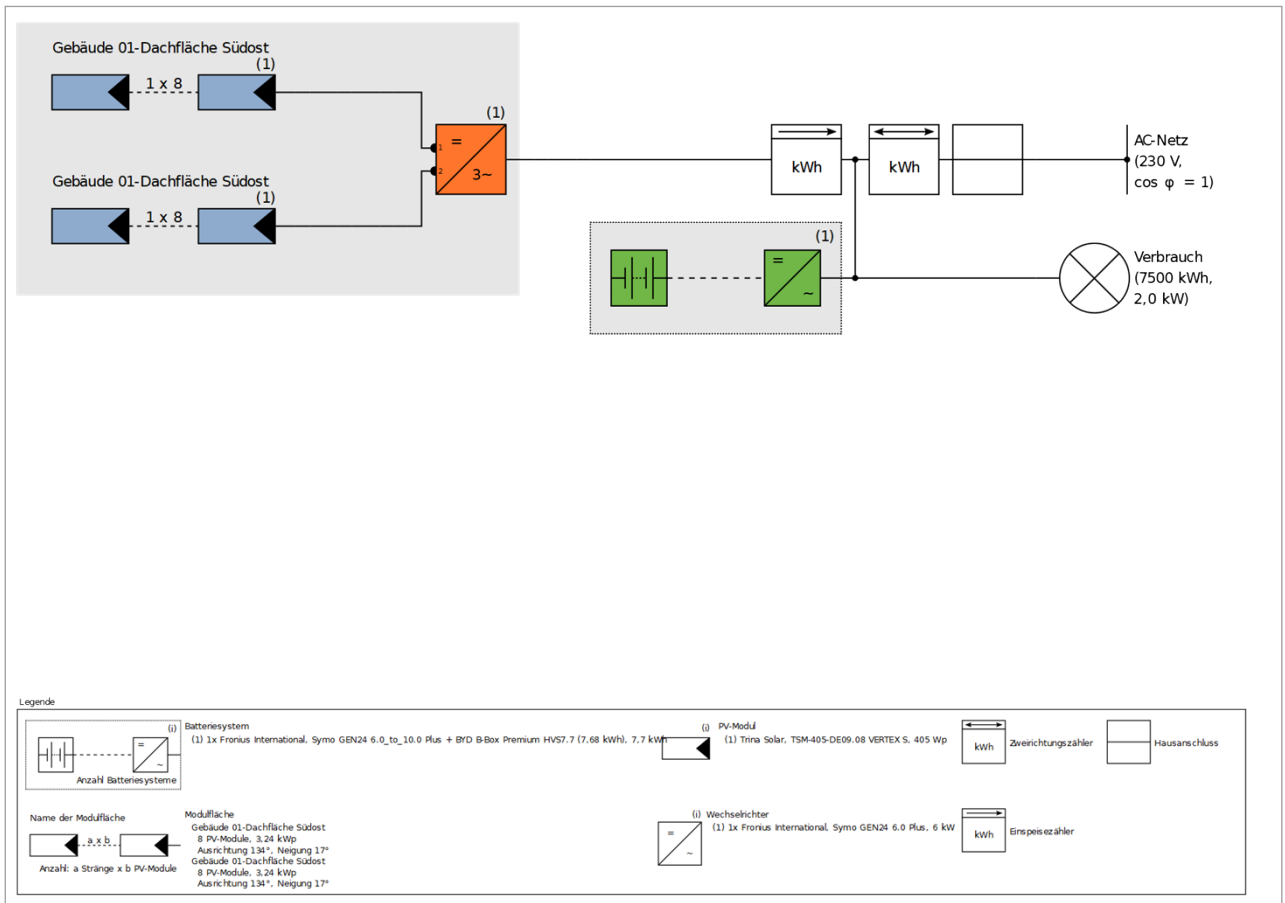 Gebäude 01-Dachfläche Südost
(1)
1 x 8
(1)
=
3~
1
2
Gebäude 01-Dachfläche Südost
(1)
1 x 8
kWh
kWh
AC-Netz
(230 V,
cos φ = 1)
(1)
=
~
Verbrauch
(7500 kWh,
2,0 kW)
Legende
(i)
=
~
Anzahl Batteriesysteme
Batteriesystem
(1) 1x Fronius International, Symo GEN24 6.0_to_10.0 Plus + BYD B-Box Premium HVS7.7 (7,68 kWh), 7,7 kWh
(i) PV-Modul
(1) Trina Solar, TSM-405-DE09.08 VERTEX S, 405 Wp
kWh
Zweirichtungszähler
Hausanschluss
Name der Modulfläche
a x b
Anzahl: a Stränge x b PV-Module
Modulfläche
Gebäude 01-Dachfläche Südost
8 PV-Module, 3,24 kWp
Ausrichtung 134°, Neigung 17°
Gebäude 01-Dachfläche Südost
8 PV-Module, 3,24 kWp
Ausrichtung 134°, Neigung 17°
(i) Wechselrichter
(1) 1x Fronius International, Symo GEN24 6.0 Plus, 6 kW
=
~
kWh
Einspeisezähler